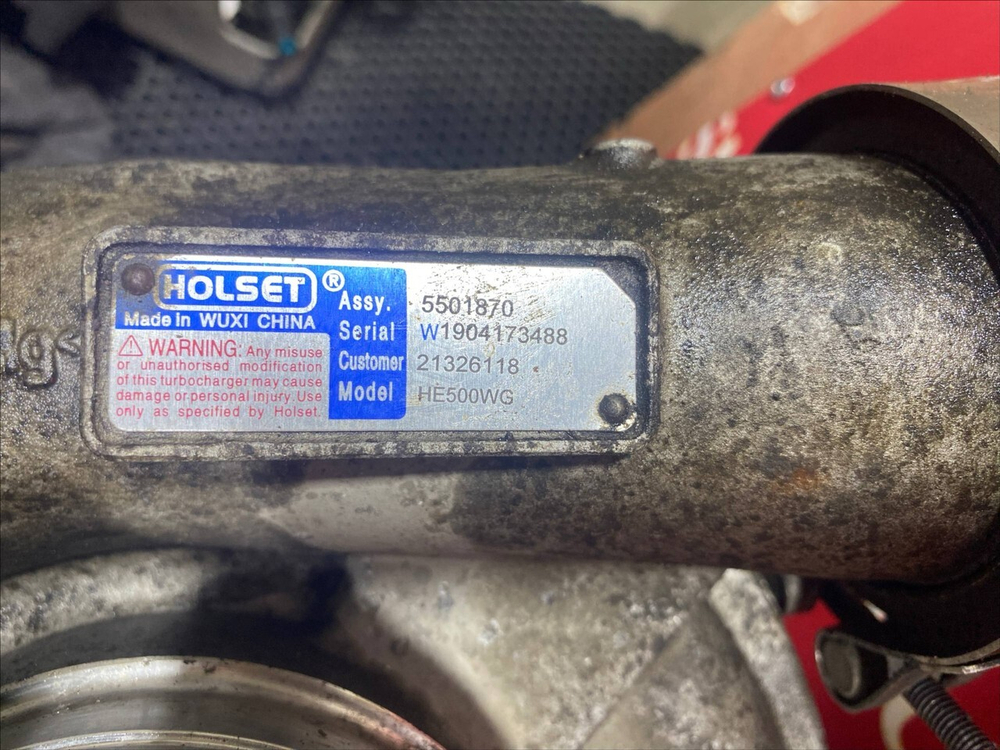 HOLSET®
Made in WUXI CHINA
⚠ WARNING: Any misuse
or unauthorised modification
of this turbocharger may cause
damage or personal injury. Use
only as specified by Holset.
Assy. 5501870
Serial W1904173488
Customer 21326118
Model HE500WG